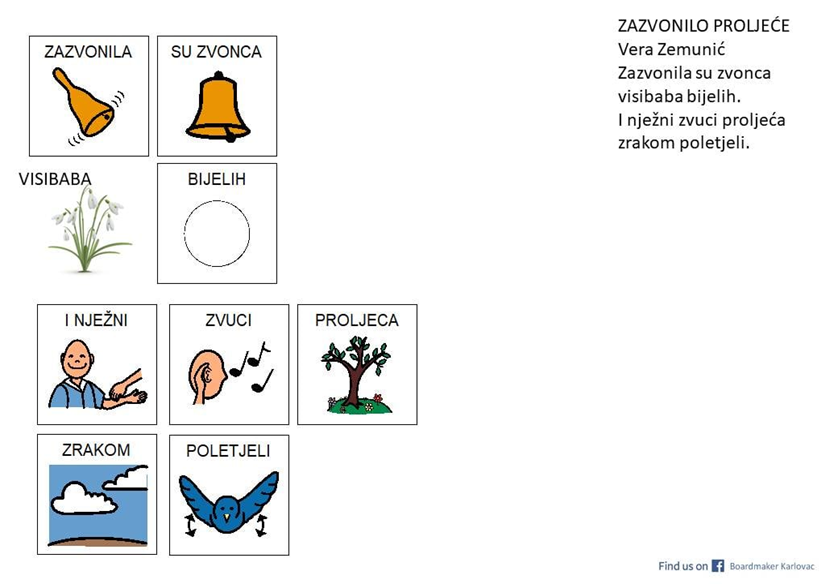 ZAZVONILO PROLJEĆE
Vera Zemunić
Zazvonila su zvonca
visibaba bijelih.
I nježni zvuci proljeća
zrakom poletjeli.
ZAZVONILA SU ZVONCA
VISIBABA BIJELIH
I NJEŽNI ZVUCI PROLJECA
ZRAKOM POLETJELI
Find us on f Boardmaker Karlovac